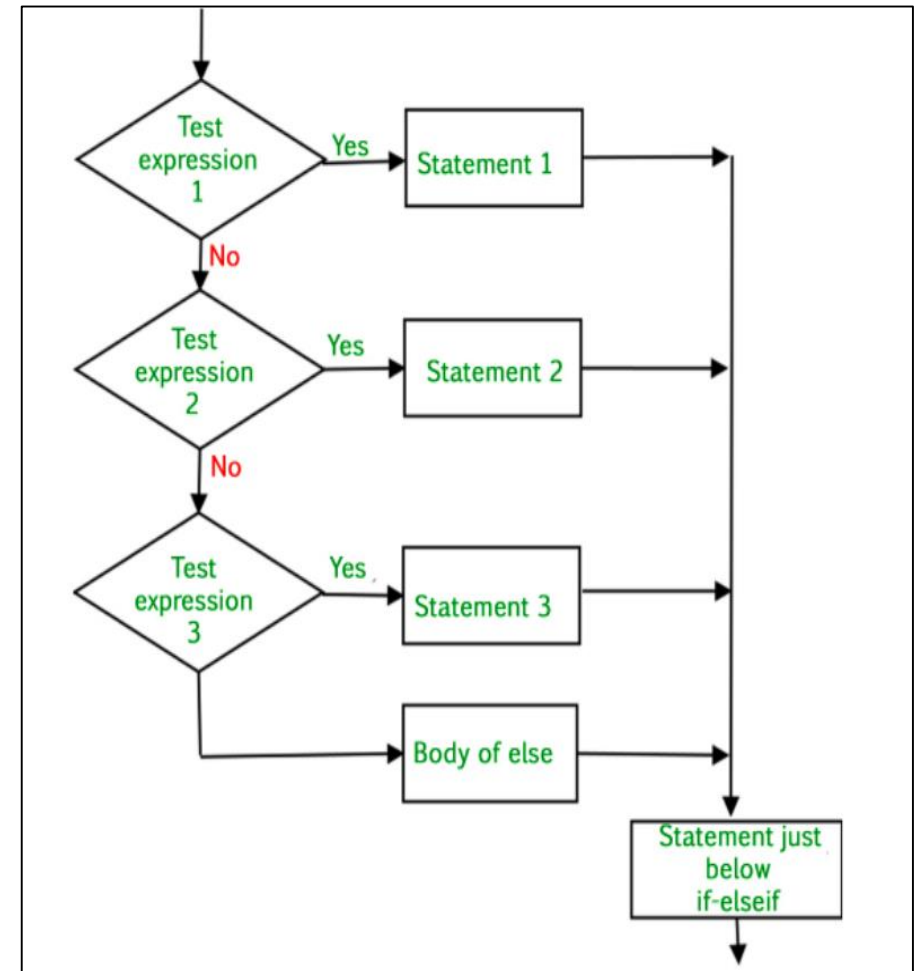 Test
expression
1
Yes
Statement 1
No
Test
expression
2
Yes
Statement 2
No
Test
expression
3
Yes
Statement 3
Body of else
Statement just
below
if-elseif